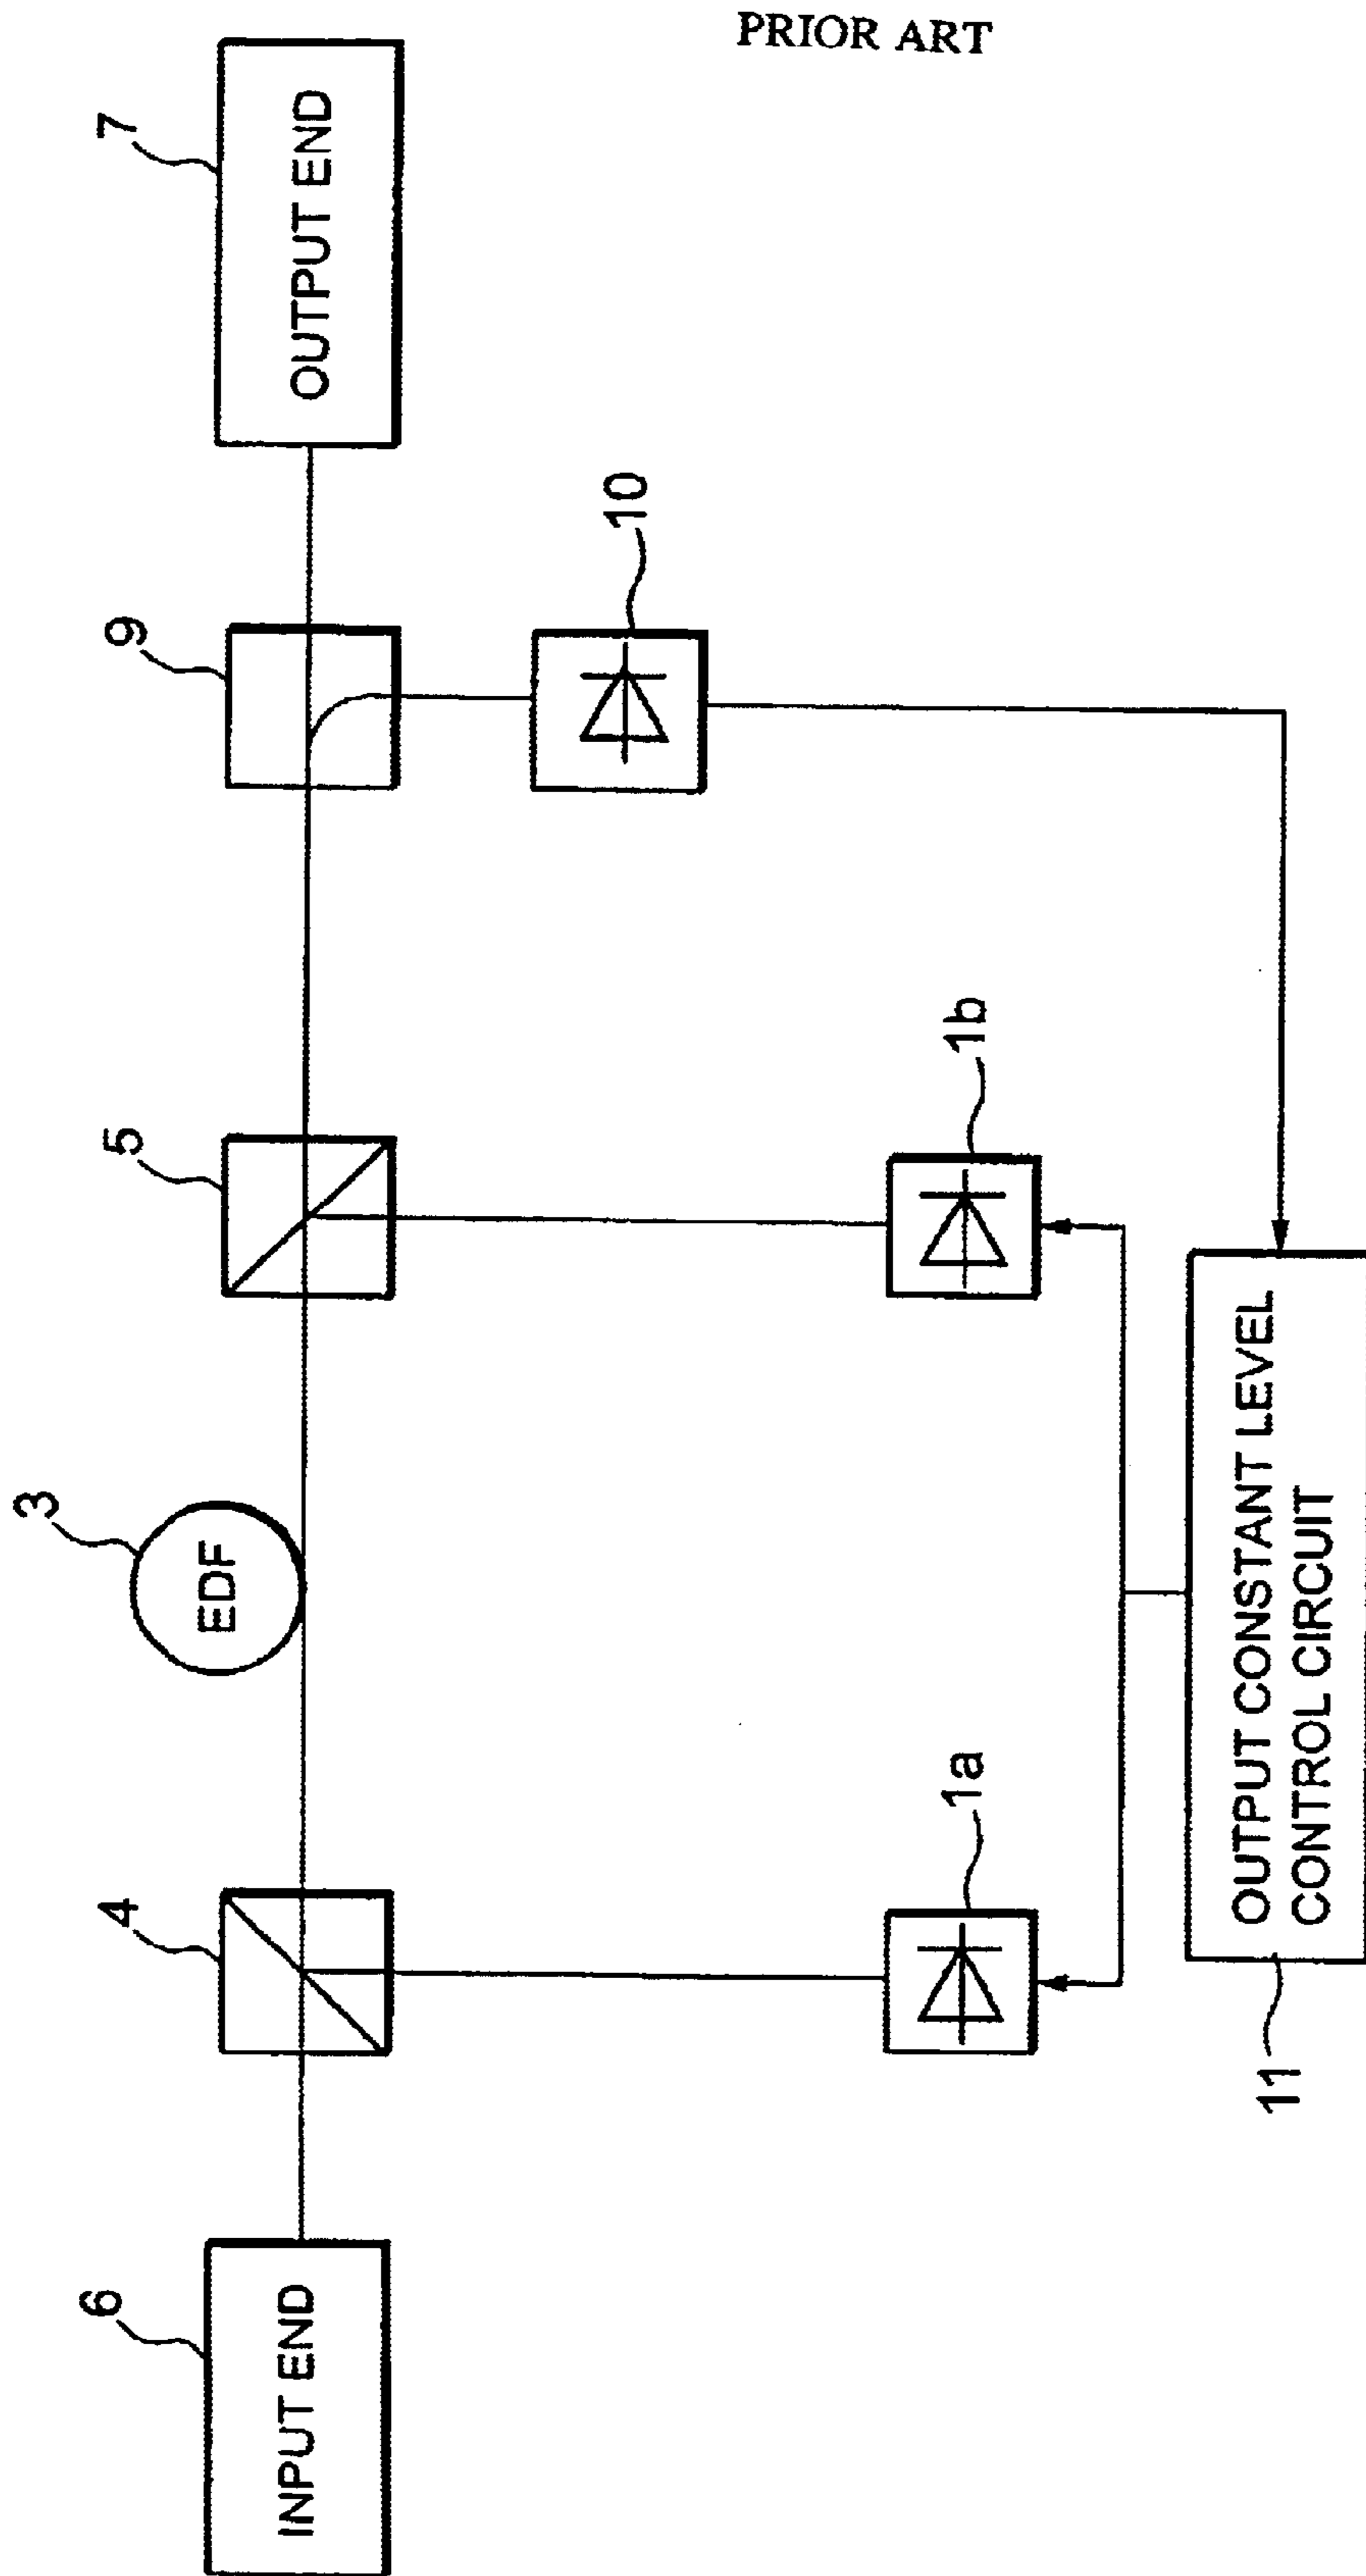 PRIOR ART
6
INPUT END
4
3
EDF
5
9
7
OUTPUT END
10
1a
1b
11
OUTPUT CONSTANT LEVEL
CONTROL CIRCUIT